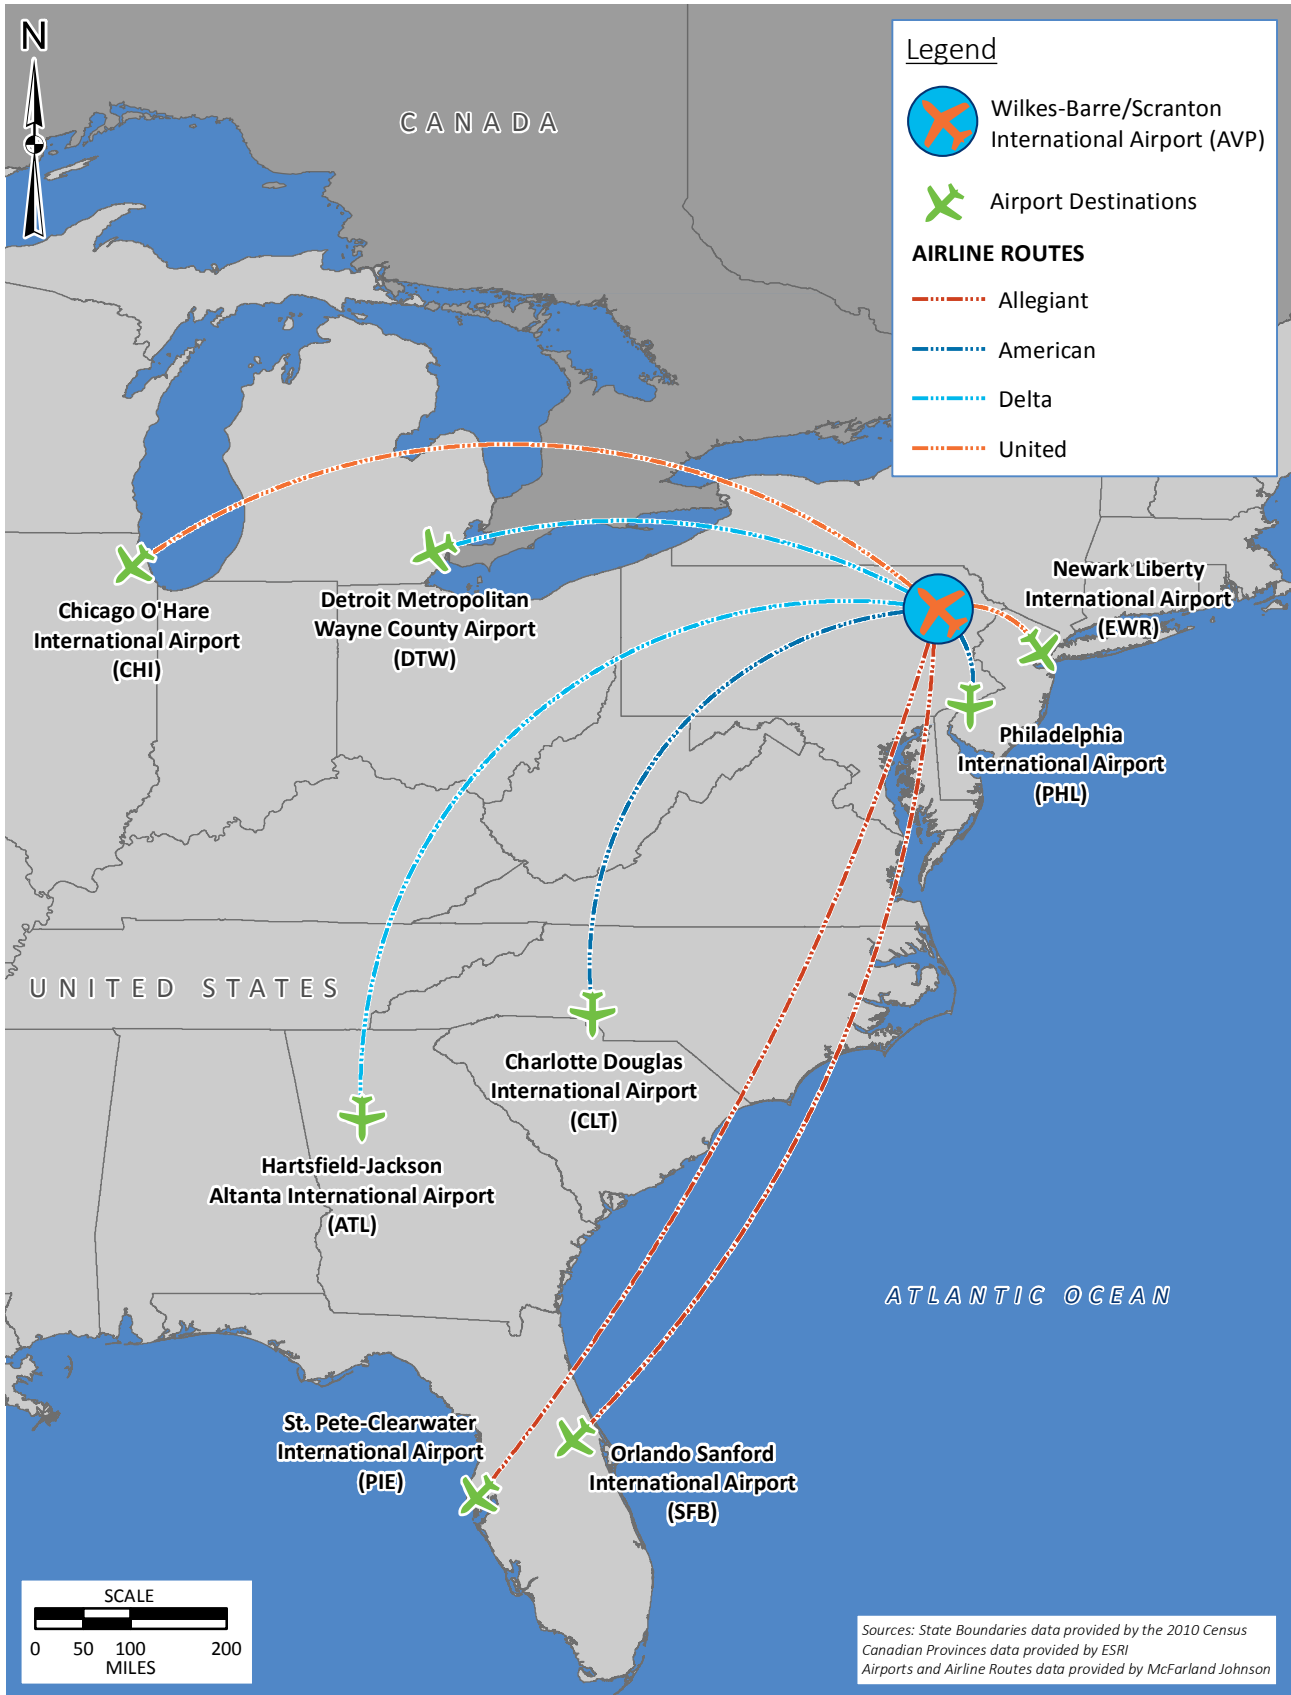 N
CANADA
Legend
Wilkes-Barre/Scranton
International Airport (AVP)
Airport Destinations
AIRLINE ROUTES
Allegiant
American
Delta
United
Chicago O'Hare
International Airport
(CHI)
Detroit Metropolitan
Wayne County Airport
(DTW)
Newark Liberty
International Airport
(EWR)
Philadelphia
International Airport
(PHL)
UNITED STATES
Charlotte Douglas
International Airport
(CLT)
Hartsfield-Jackson
Altanta International Airport
(ATL)
ATLANTIC OCEAN
St. Pete-Clearwater
International Airport
(PIE)
Orlando Sanford
International Airport
(SFB)
SCALE
0 50 100 200
MILES
Sources: State Boundaries data provided by the 2010 Census
Canadian Provinces data provided by ESRI
Airports and Airline Routes data provided by McFarland Johnson